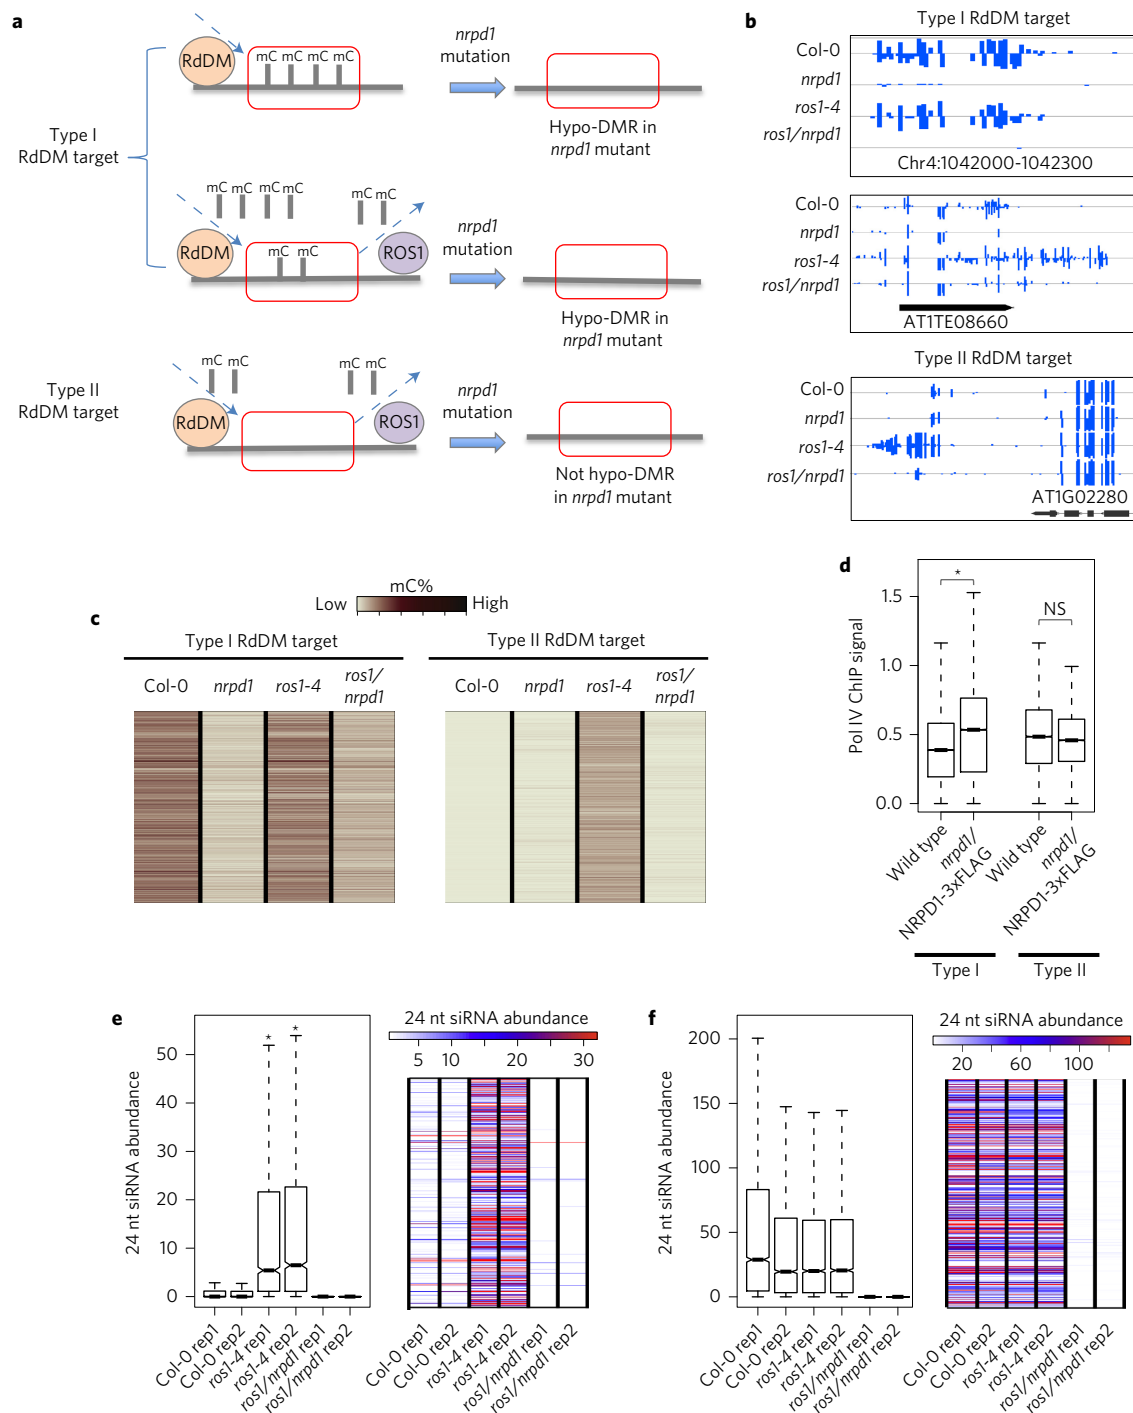 a
RdDM
mC mC mC mC
nrpd1
mutation
Hypo-DMR in
nrpd1 mutant
Type I
RdDM target
mC mC mC mC
mC mC
RdDM
mC mC
ROS1
nrpd1
mutation
Hypo-DMR in
nrpd1 mutant
Type II
RdDM target
mC mC
mC mC
RdDM
ROS1
nrpd1
mutation
Not hypo-DMR
in nrpd1 mutant
b
Type I RdDM target
Col-0
nrpd1
ros1-4
ros1/nrpd1
Chr4:1042000-1042300
Col-0
nrpd1
ros1-4
ros1/nrpd1
AT1TE08660
Type II RdDM target
Col-0
nrpd1
ros1-4
ros1/nrpd1
AT1G02280
c
mC%
Low High
Type I RdDM target
Col-0 nrpd1 ros1-4 ros1/
nrpd1
Type II RdDM target
Col-0 nrpd1 ros1-4 ros1/
nrpd1
d
Pol IV ChIP signal
1.5
1.0
0.5
0.0
*
NS
Wild type
nrpd1/
NRPD1-3xFLAG
Wild type
nrpd1/
NRPD1-3xFLAG
Type I
Type II
e
24 nt siRNA abundance
50
40
30
20
10
0
* *
Col-0 rep1
Col-0 rep2
ros1-4 rep1
ros1-4 rep2
ros1/nrpd1 rep1
ros1/nrpd1 rep2
24 nt siRNA abundance
5 10 20 30
Col-0 rep1
Col-0 rep2
ros1-4 rep1
ros1-4 rep2
ros1/nrpd1 rep1
ros1/nrpd1 rep2
f
24 nt siRNA abundance
200
150
100
50
0
Col-0 rep1
Col-0 rep2
ros1-4 rep1
ros1-4 rep2
ros1/nrpd1 rep1
ros1/nrpd1 rep2
24 nt siRNA abundance
20 60 100
Col-0 rep1
Col-0 rep2
ros1-4 rep1
ros1-4 rep2
ros1/nrpd1 rep1
ros1/nrpd1 rep2